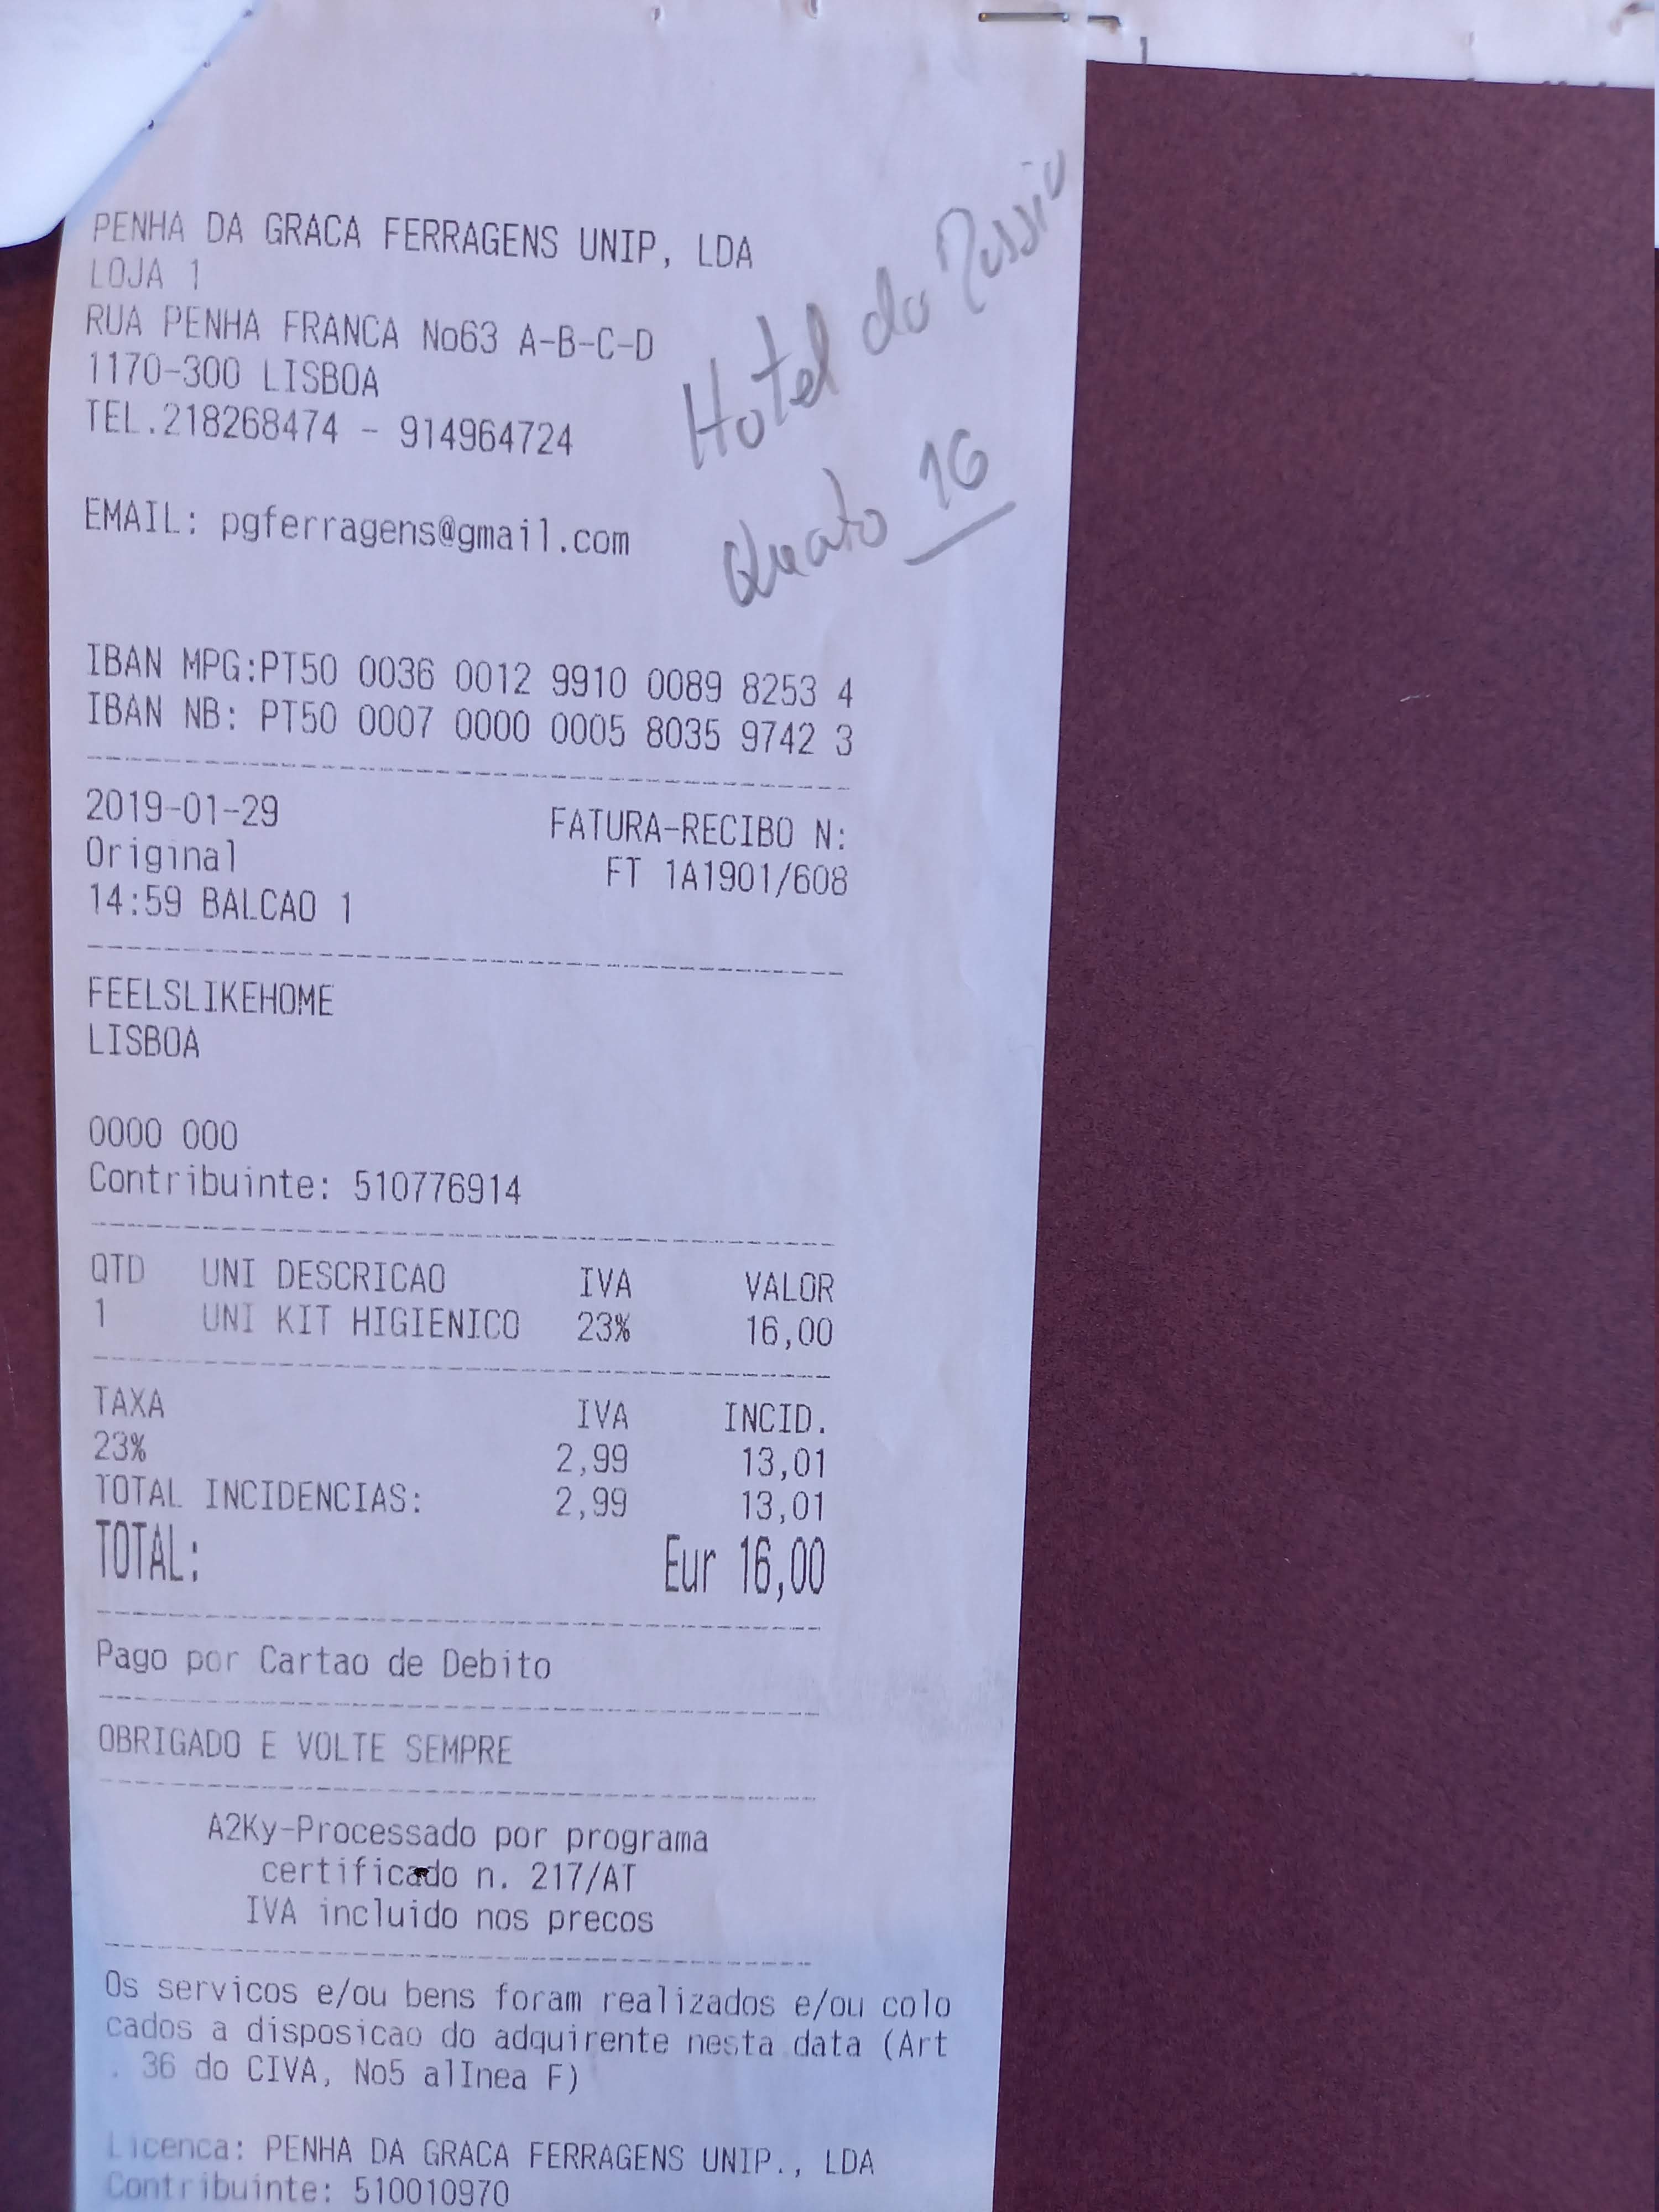 PENHA DA GRACA FERRAGENS UNIP, LDA
LOJA 1
RUA PENHA FRANCA No63 A-B-C-D
1170-300 LISBOA
TEL.218268474 - 914964724
Hotel do Rossio
Quarto 16
EMAIL: pgferragens@gmail.com
IBAN MPG:PT50 0036 0012 9910 0089 8253 4
IBAN NB: PT50 0007 0000 0005 8035 9742 3
2019-01-29 FATURA-RECIBO N:
Original FT 1A1901/608
14:59 BALCAO 1
FEELSLIKEHOME
LISBOA
0000 000
Contribuinte: 510776914
QTD UNI DESCRICAO IVA VALOR
1 UNI KIT HIGIENICO 23% 16,00
TAXA IVA INCID.
23% 2,99 13,01
TOTAL INCIDENCIAS: 2,99 13,01
TOTAL: Eur 16,00
Pago por Cartao de Debito
OBRIGADO E VOLTE SEMPRE
A2Ky-Processado por programa
certificado n. 217/AT
IVA incluido nos precos
Os servicos e/ou bens foram realizados e/ou colo
cados a disposicao do adquirente nesta data (Art
. 36 do CIVA, No5 alInea F)
Licenca: PENHA DA GRACA FERRAGENS UNIP., LDA
Contribuinte: 510010970